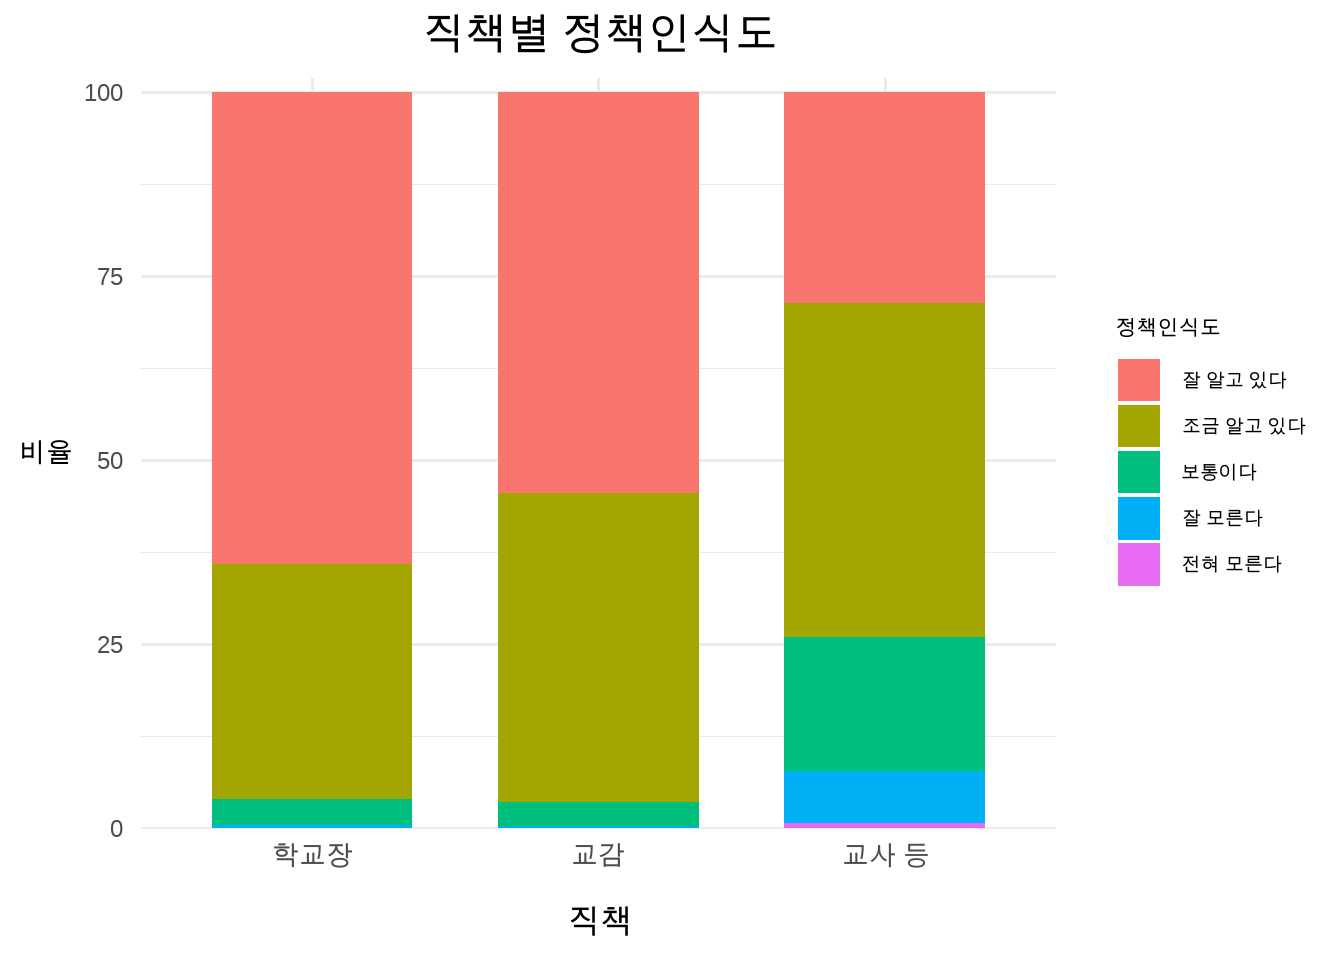 직책별 정책인식도
100
75
50
25
0
비율
학교장 교감 교사 등
직책
정책인식도
잘 알고 있다
조금 알고 있다
보통이다
잘 모른다
전혀 모른다